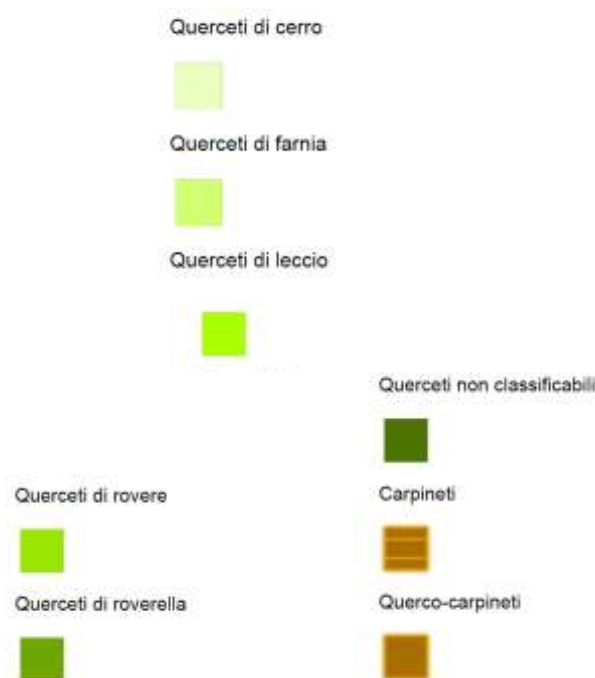 Querceti di cerro
Querceti di farnia
Querceti di leccio
Querceti non classificabili
Querceti di rovere
Carpineti
Querceti di roverella
Querco-carpineti